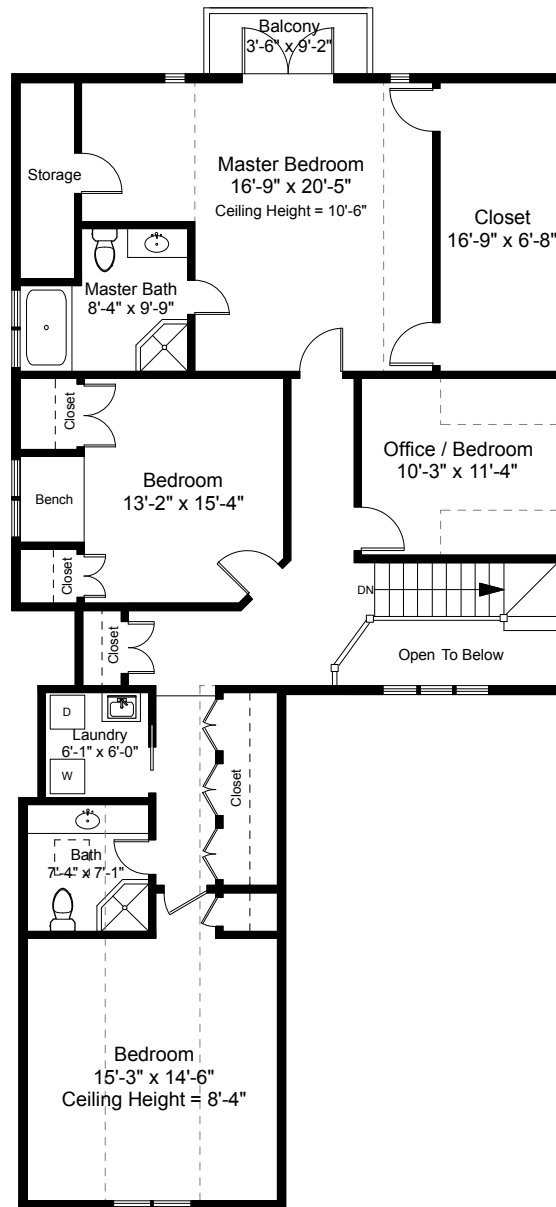 Balcony
3'-6" x 9'-2"
Storage
Master Bedroom
16'-9" x 20'-5"
Ceiling Height = 10'-6"
Closet
16'-9" x 6'-8"
Master Bath
8'-4" x 9'-9"
Closet
Bedroom
13'-2" x 15'-4"
Bench
Office / Bedroom
10'-3" x 11'-4"
Closet
DN
Closet
Open To Below
D
Laundry
6'-1" x 6'-0"
W
Closet
Bath
7'-4" x 7'-1"
Bedroom
15'-3" x 14'-6"
Ceiling Height = 8'-4"